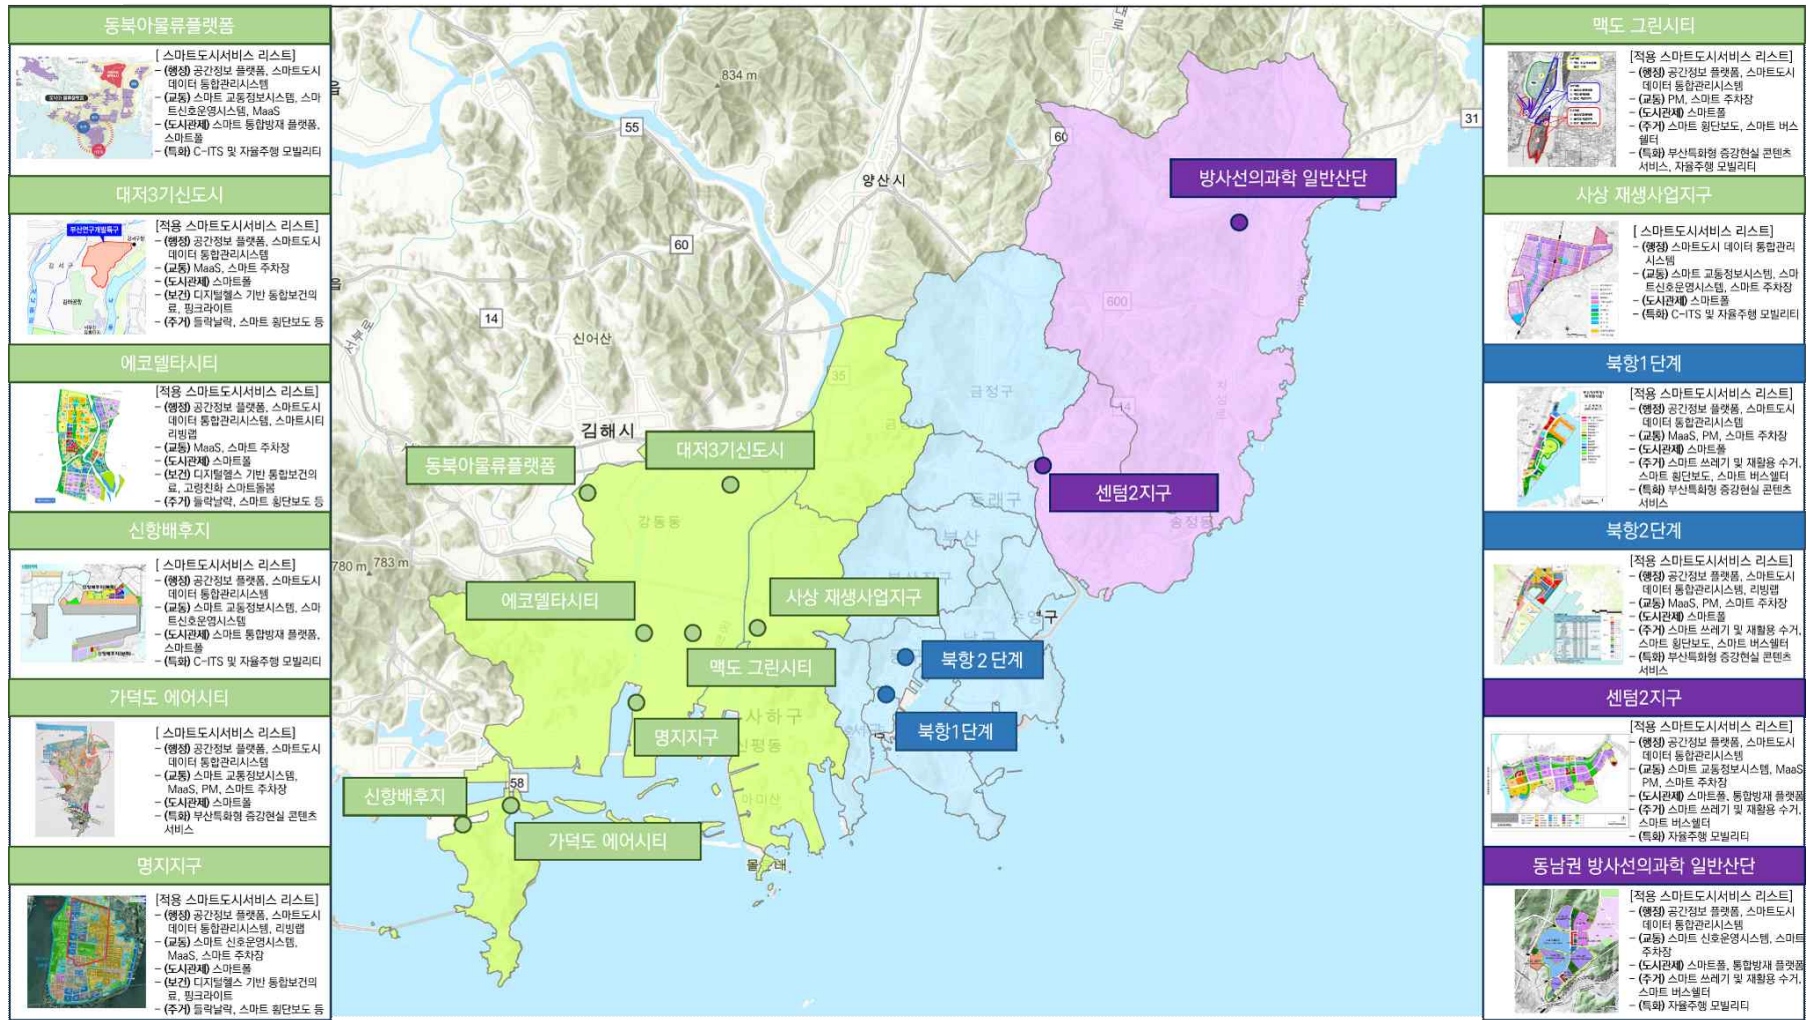 동북아물류플랫폼
[ 스마트도시서비스 리스트]
- (행정) 공간정보 플랫폼, 스마트도시
데이터 통합관리시스템
- (교통) 스마트 교통정보시스템, 스마
트신호운영시스템, MaaS
- (도시관제) 스마트 통합방재 플랫폼,
스마트폴
- (특화) C-ITS 및 자율주행 모빌리티
대저3기신도시
부산연구개발특구
[적용 스마트도시서비스 리스트]
- (행정) 공간정보 플랫폼, 스마트도시
데이터 통합관리시스템
- (교통) MaaS, 스마트 주차장
- (도시관제) 스마트폴
- (보건) 디지털헬스 기반 통합보건의
료, 핑크라이트
- (주거) 들락날락, 스마트 횡단보도 등
에코델타시티
[적용 스마트도시서비스 리스트]
- (행정) 공간정보 플랫폼, 스마트도시
데이터 통합관리시스템, 스마트시티
리빙랩
- (교통) MaaS, 스마트 주차장
- (도시관제) 스마트폴
- (보건) 디지털헬스 기반 통합보건의
료, 고령친화 스마트돌봄
- (주거) 들락날락, 스마트 횡단보도 등
신항배후지
[ 스마트도시서비스 리스트]
- (행정) 공간정보 플랫폼, 스마트도시
데이터 통합관리시스템
- (교통) 스마트 교통정보시스템, 스마
트신호운영시스템
- (도시관제) 스마트 통합방재 플랫폼,
스마트폴
- (특화) C-ITS 및 자율주행 모빌리티
가덕도 에어시티
[ 스마트도시서비스 리스트]
- (행정) 공간정보 플랫폼, 스마트도시
데이터 통합관리시스템
- (교통) 스마트 교통정보시스템,
MaaS, PM, 스마트 주차장
- (도시관제) 스마트폴
- (특화) 부산특화형 증강현실 콘텐츠
서비스
명지지구
[적용 스마트도시서비스 리스트]
- (행정) 공간정보 플랫폼, 스마트도시
데이터 통합관리시스템, 리빙랩
- (교통) 스마트 신호운영시스템,
MaaS, 스마트 주차장
- (도시관제) 스마트폴
- (보건) 디지털헬스 기반 통합보건의
료, 핑크라이트
- (주거) 들락날락, 스마트 횡단보도 등
834 m
55
60
31
양산시
방사선의과학 일반산단
60
600
14
신어산
서부로
35
금정구
14
김해시
대저3기신도시
동북아물류플랫폼
센텀2지구
동래구
강동동
송정동
부산
780 m
783 m
부산진구
에코델타시티
사상 재생사업지구
수영구
남구
북항 2 단계
맥도 그린시티
사하구
북항1단계
명지지구
신평동
58
신항배후지
아미산
가덕도 에어시티
몰운대
맥도 그린시티
[적용 스마트도시서비스 리스트]
- (행정) 공간정보 플랫폼, 스마트도시
데이터 통합관리시스템
- (교통) PM, 스마트 주차장
- (도시관제) 스마트폴
- (주거) 스마트 횡단보도, 스마트 버스
쉘터
- (특화) 부산특화형 증강현실 콘텐츠
서비스, 자율주행 모빌리티
사상 재생사업지구
[ 스마트도시서비스 리스트]
- (행정) 스마트도시 데이터 통합관리
시스템
- (교통) 스마트 교통정보시스템, 스마
트신호운영시스템, 스마트 주차장
- (도시관제) 스마트폴
- (특화) C-ITS 및 자율주행 모빌리티
북항1단계
[적용 스마트도시서비스 리스트]
- (행정) 공간정보 플랫폼, 스마트도시
데이터 통합관리시스템
- (교통) MaaS, PM, 스마트 주차장
- (도시관제) 스마트폴
- (주거) 스마트 쓰레기 및 재활용 수거,
스마트 횡단보도, 스마트 버스쉘터
- (특화) 부산특화형 증강현실 콘텐츠
서비스
북항2단계
[적용 스마트도시서비스 리스트]
- (행정) 공간정보 플랫폼, 스마트도시
데이터 통합관리시스템, 리빙랩
- (교통) MaaS, PM, 스마트 주차장
- (도시관제) 스마트폴
- (주거) 스마트 쓰레기 및 재활용 수거,
스마트 횡단보도, 스마트 버스쉘터
- (특화) 부산특화형 증강현실 콘텐츠
서비스
센텀2지구
[적용 스마트도시서비스 리스트]
- (행정) 공간정보 플랫폼, 스마트도시
데이터 통합관리시스템
- (교통) 스마트 교통정보시스템, MaaS
PM, 스마트 주차장
- (도시관제) 스마트폴, 통합방재 플랫폼
- (주거) 스마트 쓰레기 및 재활용 수거,
스마트 버스쉘터
- (특화) 자율주행 모빌리티
동남권 방사선의과학 일반산단
[적용 스마트도시서비스 리스트]
- (행정) 공간정보 플랫폼, 스마트도시
데이터 통합관리시스템
- (교통) 스마트 신호운영시스템, 스마트
주차장
- (도시관제) 스마트폴, 통합방재 플랫폼
- (주거) 스마트 쓰레기 및 재활용 수거,
스마트 버스쉘터
- (특화) 자율주행 모빌리티